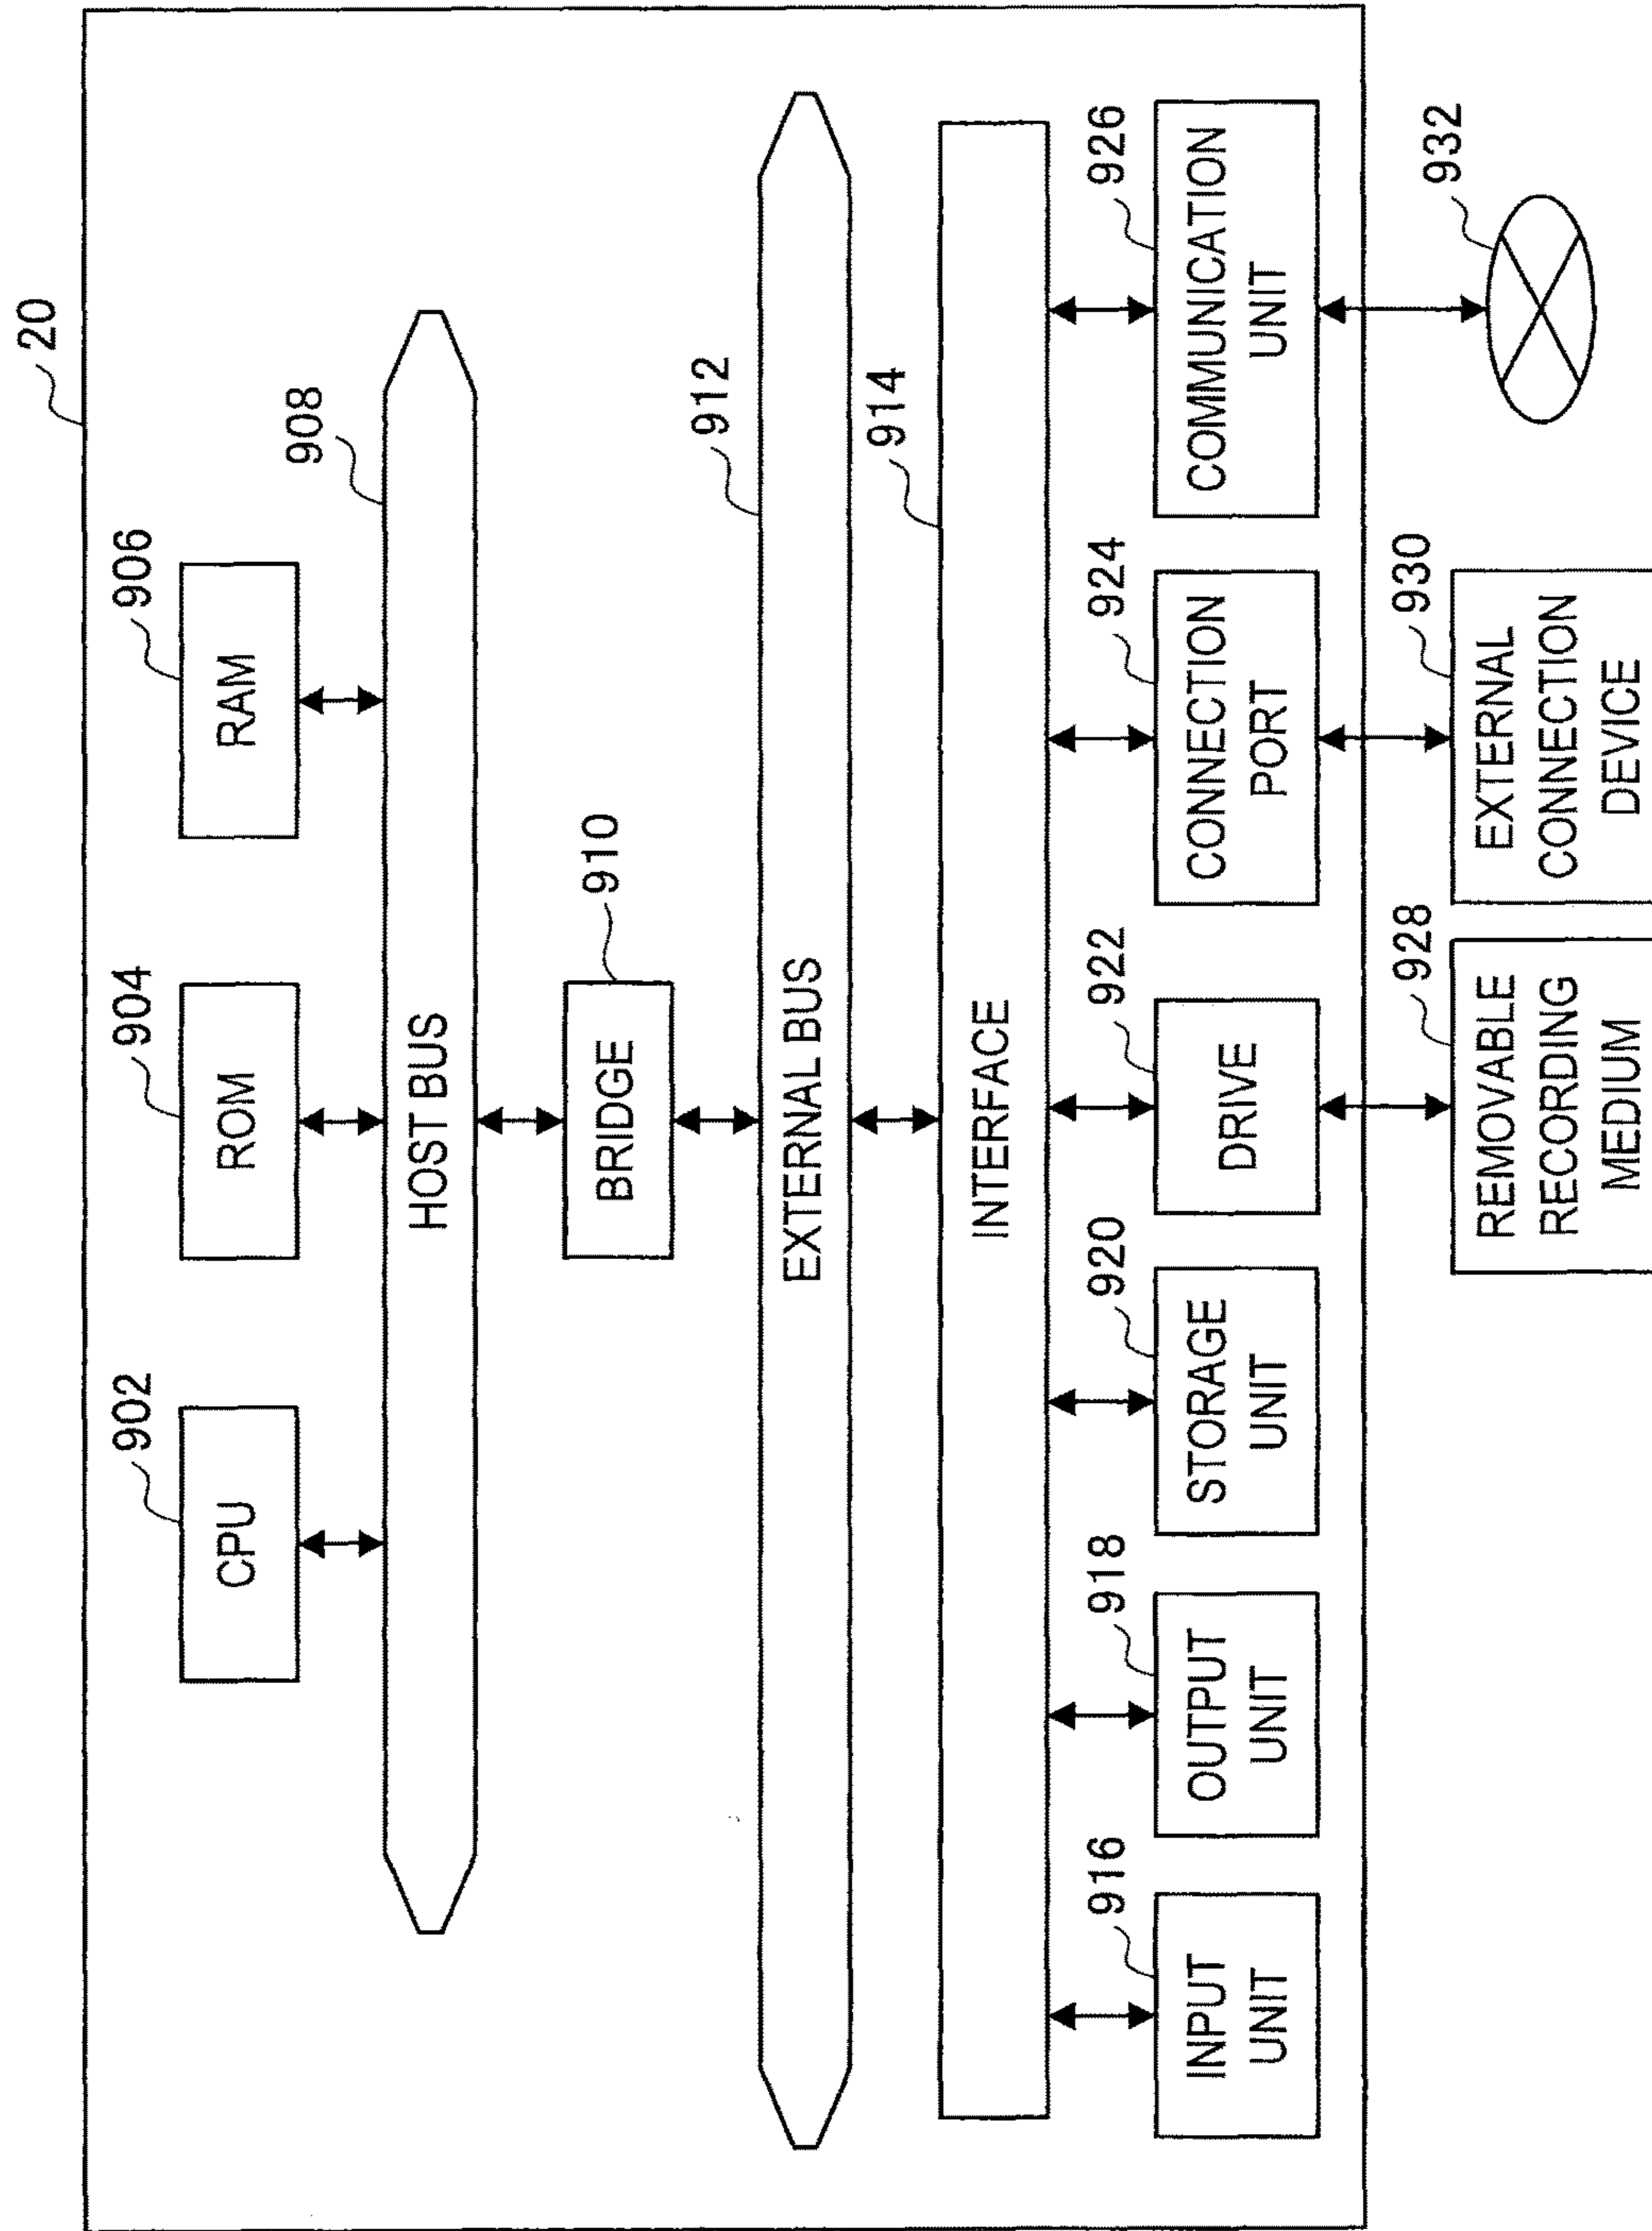 20
902
904
906
CPU
ROM
RAM
908
HOST BUS
910
BRIDGE
912
EXTERNAL BUS
914
INTERFACE
916
918
920
922
924
926
INPUT
UNIT
OUTPUT
UNIT
STORAGE
UNIT
DRIVE
CONNECTION
PORT
COMMUNICATION
UNIT
928
930
932
REMOVABLE
RECORDING
MEDIUM
EXTERNAL
CONNECTION
DEVICE